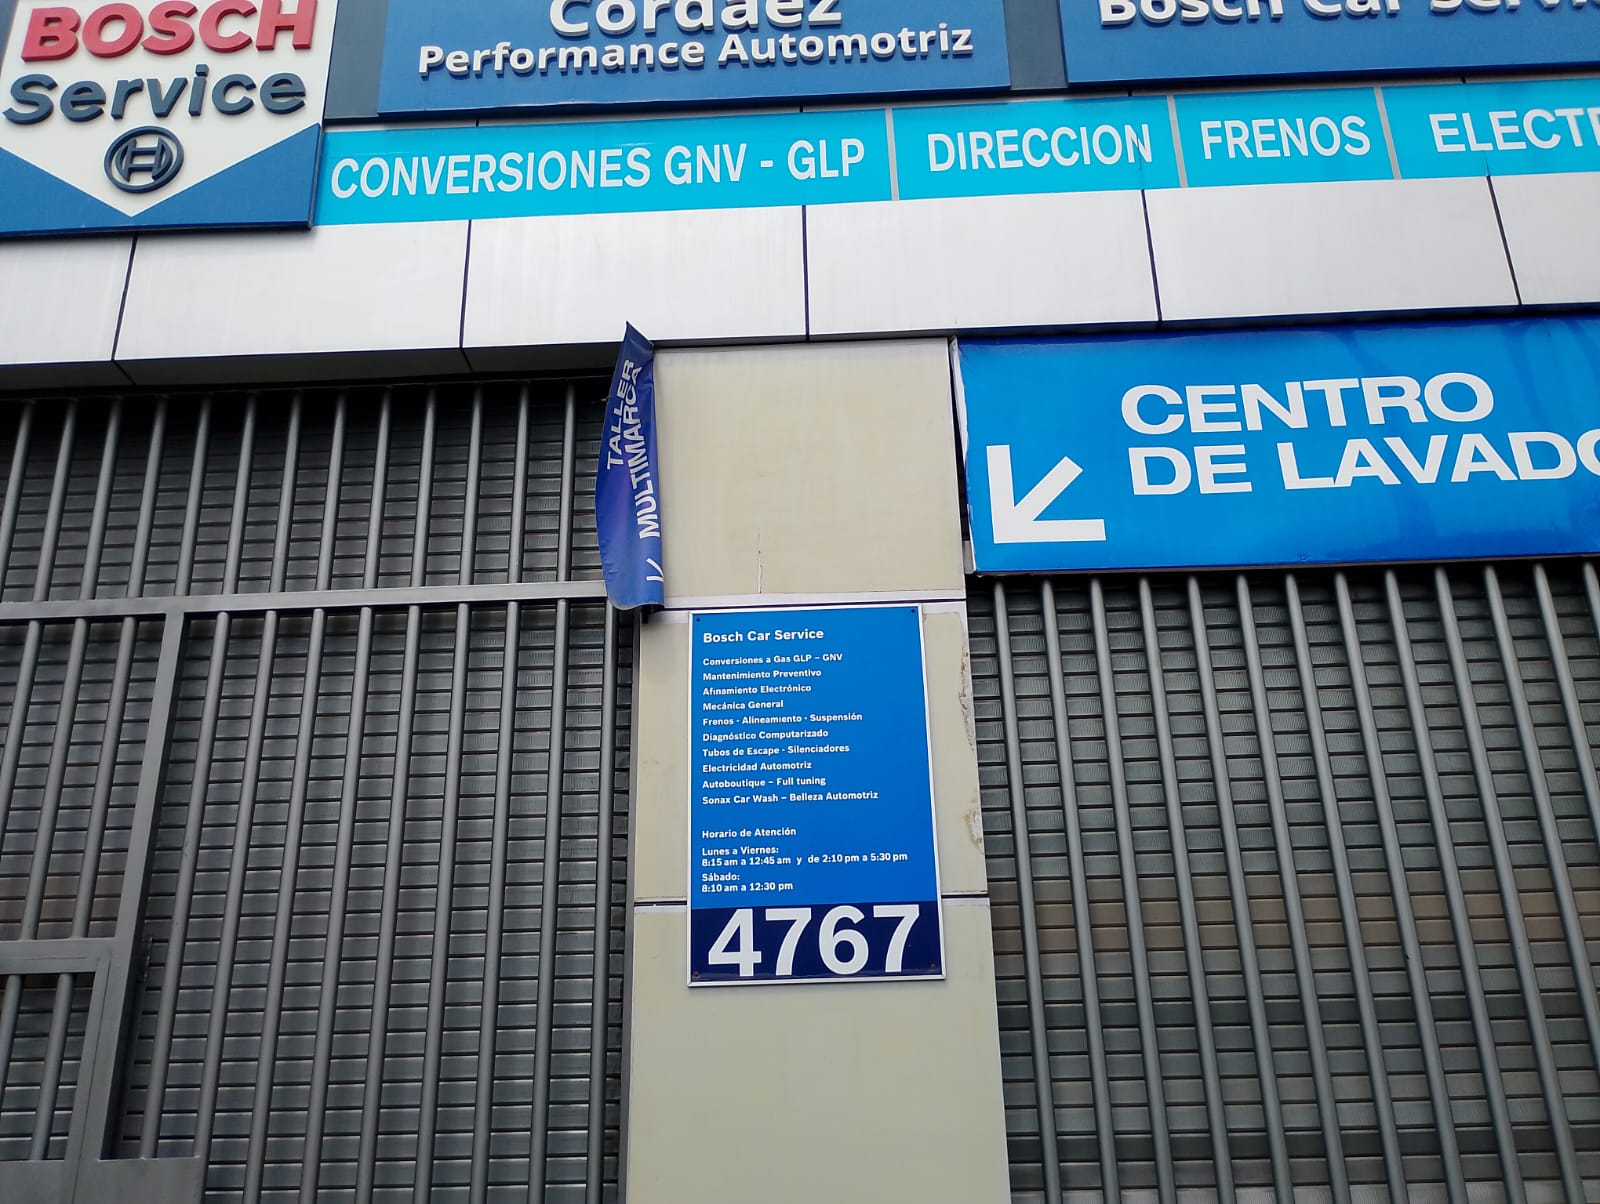 BOSCH
Service
Cordaez
Performance Automotriz
Bosch Car
CONVERSIONES GNV - GLP
DIRECCION
FRENOS
TALLER
MULTIMARCA
CENTRO
DE LAVADO
Bosch Car Service
Conversiones a Gas GLP – GNV
Mantenimiento Preventivo
Afinamiento Electrónico
Mecánica General
Frenos - Alineamiento - Suspensión
Diagnóstico Computarizado
Tubos de Escape - Silenciadores
Electricidad Automotriz
Autoboutique – Full tuning
Sonax Car Wash – Belleza Automotriz
Horario de Atención
Lunes a Viernes:
8:15 am a 12:45 am y de 2:10 pm a 5:30 pm
Sábado:
8:10 am a 12:30 pm
4767